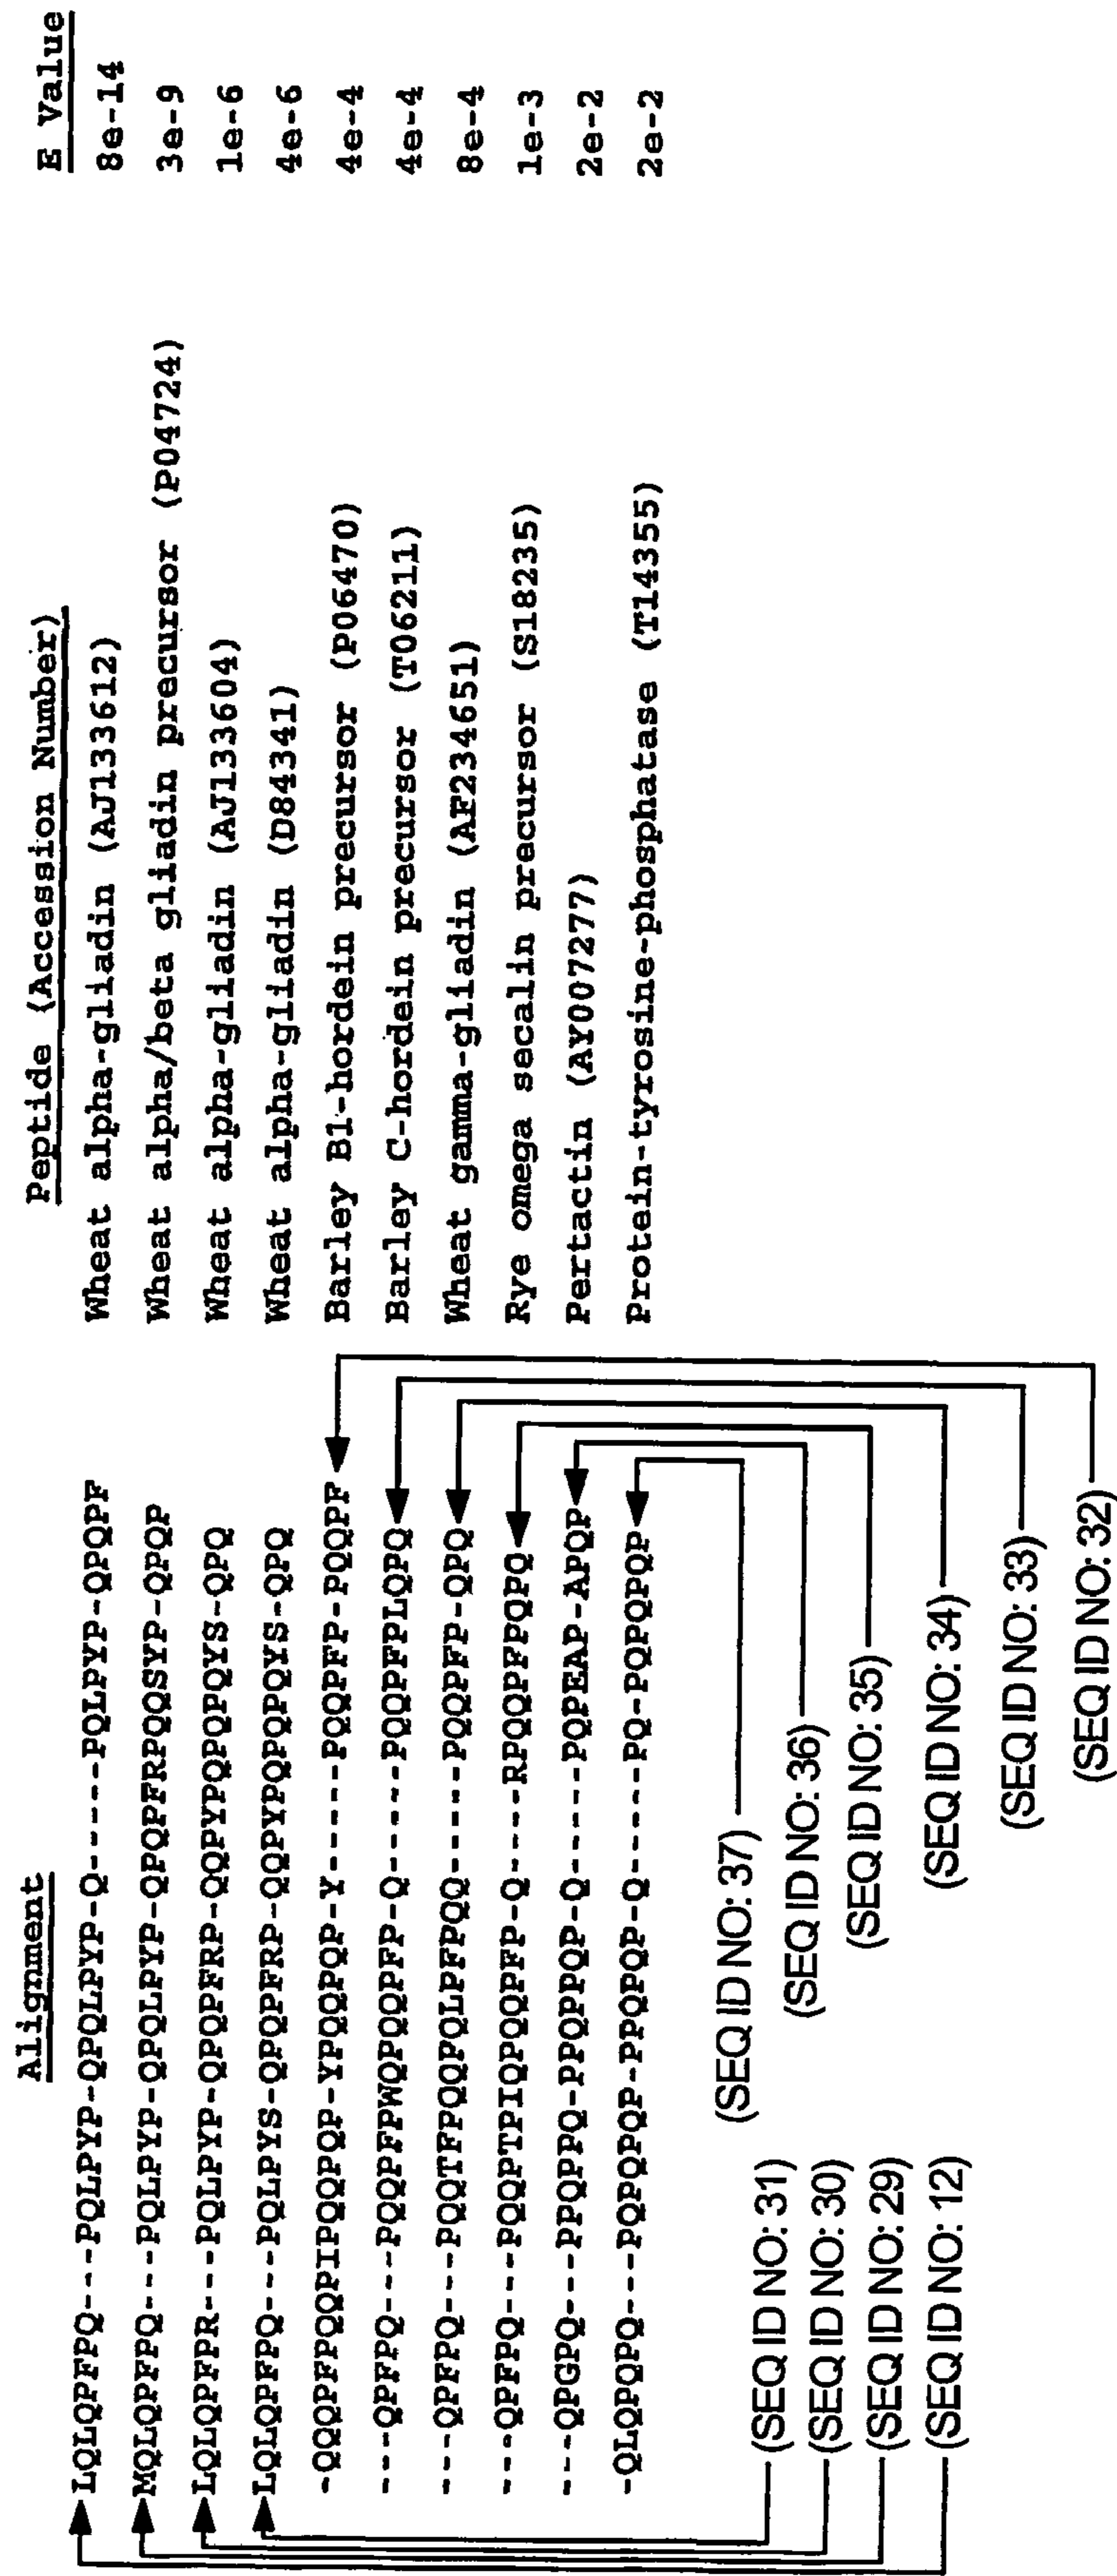 Alignment Peptide (Accession Number) E Value
LQLQPFPQ---PQLPYP-QPQLPYP-Q-----PQLPYP-QPQPF Wheat alpha-gliadin (AJ133612) 8e-14
MQLQPFPQ---PQLPYP-QPQLPYP-QPQPFRPQQSYP-QPQP Wheat alpha/beta gliadin precursor (P04724) 3e-9
LQLQPFPR---PQLPYP-QPQPFRP-QQPYPQPQPQYS-QPQ Wheat alpha-gliadin (AJ133604) 1e-6
LQLQPFPQ---PQLPYS-QPQPFRP-QQPYPQPQPQYS-QPQ Wheat alpha-gliadin (D84341) 4e-6
-QQQPFPQQPIPQQPQP-YPQQPQP-Y------PQQPFP-PQQPF Barley B1-hordein precursor (P06470) 4e-4
---QPFPQ---PQQPFPWQPQQPFP-Q-----PQQPFPLQPQ Barley C-hordein precursor (T06211) 4e-4
---QPFPQ---PQQTFPQQPQLPFPQQ------PQQPFP-QPQ Wheat gamma-gliadin (AF234651) 8e-4
---QPFPQ---PQQPTPIQPQQPFP-Q-----RPQQPFPQPQ Rye omega secalin precursor (S18235) 1e-3
---QPGPQ---PPQPPQ-PPQPPQP-Q-----PQPEAP-APQP Pertactin (AY007277) 2e-2
-QLQPQPQ---PQPQPQP-PPQPQP-Q-----PQ-PQPQPQP Protein-tyrosine-phosphatase (T14355) 2e-2
(SEQ ID NO: 31)
(SEQ ID NO: 30)
(SEQ ID NO: 29)
(SEQ ID NO: 12)
(SEQ ID NO: 37)
(SEQ ID NO: 36)
(SEQ ID NO: 35)
(SEQ ID NO: 34)
(SEQ ID NO: 33)
(SEQ ID NO: 32)